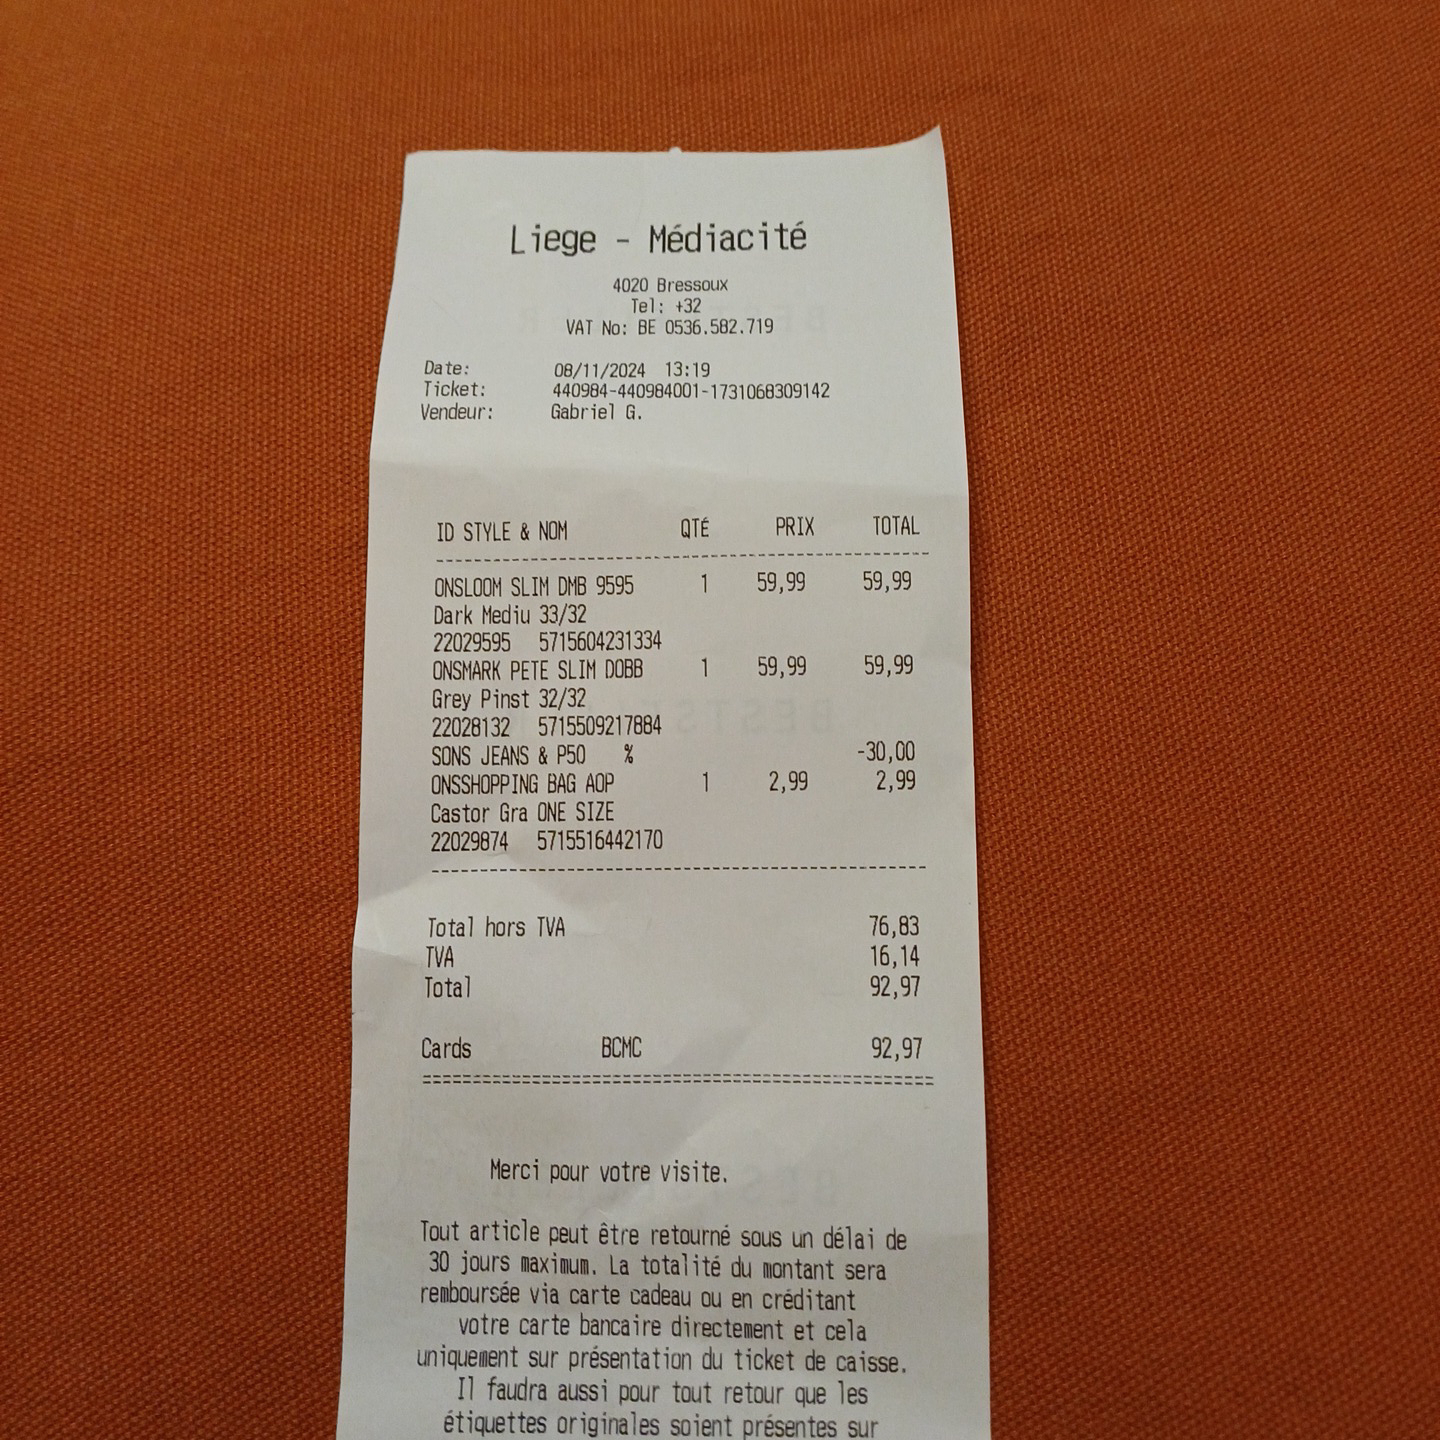 Liege - Médiacité
4020 Bressoux
Tel: +32
VAT No: BE 0536.582.719
Date: 08/11/2024 13:19
Ticket: 440984-440984001-1731068309142
Vendeur: Gabriel G.
ID STYLE & NOM QTÉ PRIX TOTAL
ONSLOOM SLIM DMB 9595 1 59,99 59,99
Dark Mediu 33/32
22029595 5715604231334
ONSMARK PETE SLIM DOBB 1 59,99 59,99
Grey Pinst 32/32
22028132 5715509217884
SONS JEANS & P50 % -30,00
ONSSHOPPING BAG AOP 1 2,99 2,99
Castor Gra ONE SIZE
22029874 5715516442170
Total hors TVA 76,83
TVA 16,14
Total 92,97
Cards BCMC 92,97
Merci pour votre visite.
Tout article peut être retourné sous un délai de
30 jours maximum. La totalité du montant sera
remboursée via carte cadeau ou en créditant
votre carte bancaire directement et cela
uniquement sur présentation du ticket de caisse.
Il faudra aussi pour tout retour que les
étiquettes originales soient présentes sur